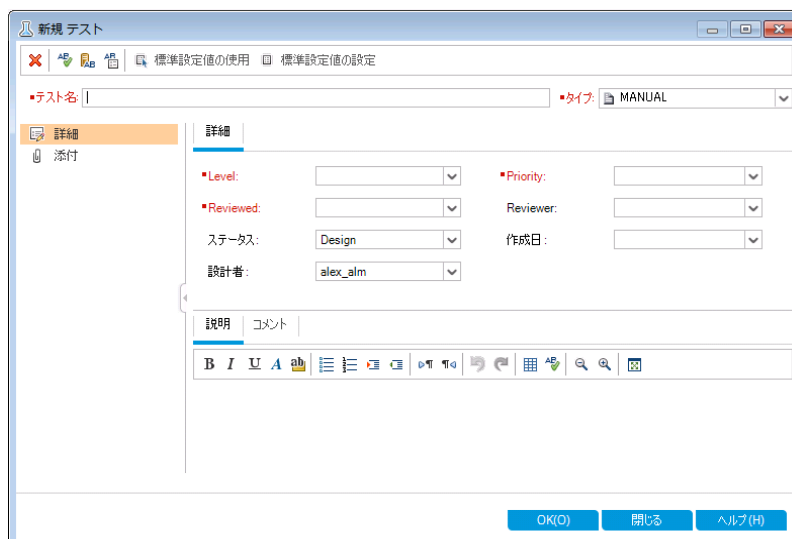 新規 テスト
標準設定値の使用 標準設定値の設定
テスト名: タイプ: MANUAL
詳細 詳細
添付
Level: Priority:
Reviewed: Reviewer:
ステータス: Design 作成日:
設計者: alex_alm
説明 コメント
B I U A ab
OK(O) 閉じる ヘルプ(H)